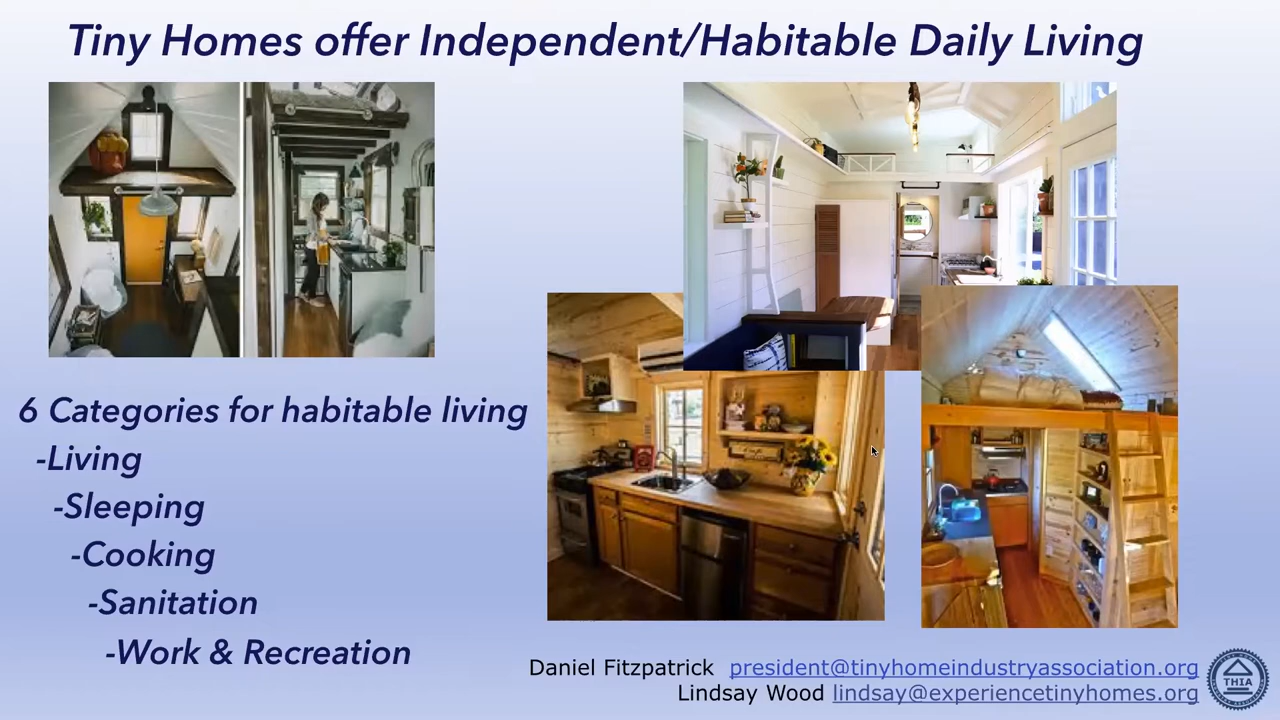 Tiny Homes offer Independent/Habitable Daily Living
6 Categories for habitable living
-Living
-Sleeping
-Cooking
-Sanitation
-Work & Recreation
Daniel Fitzpatrick president@tinyhomeindustryassociation.org
Lindsay Wood lindsay@experiencetinyhomes.org
THIA